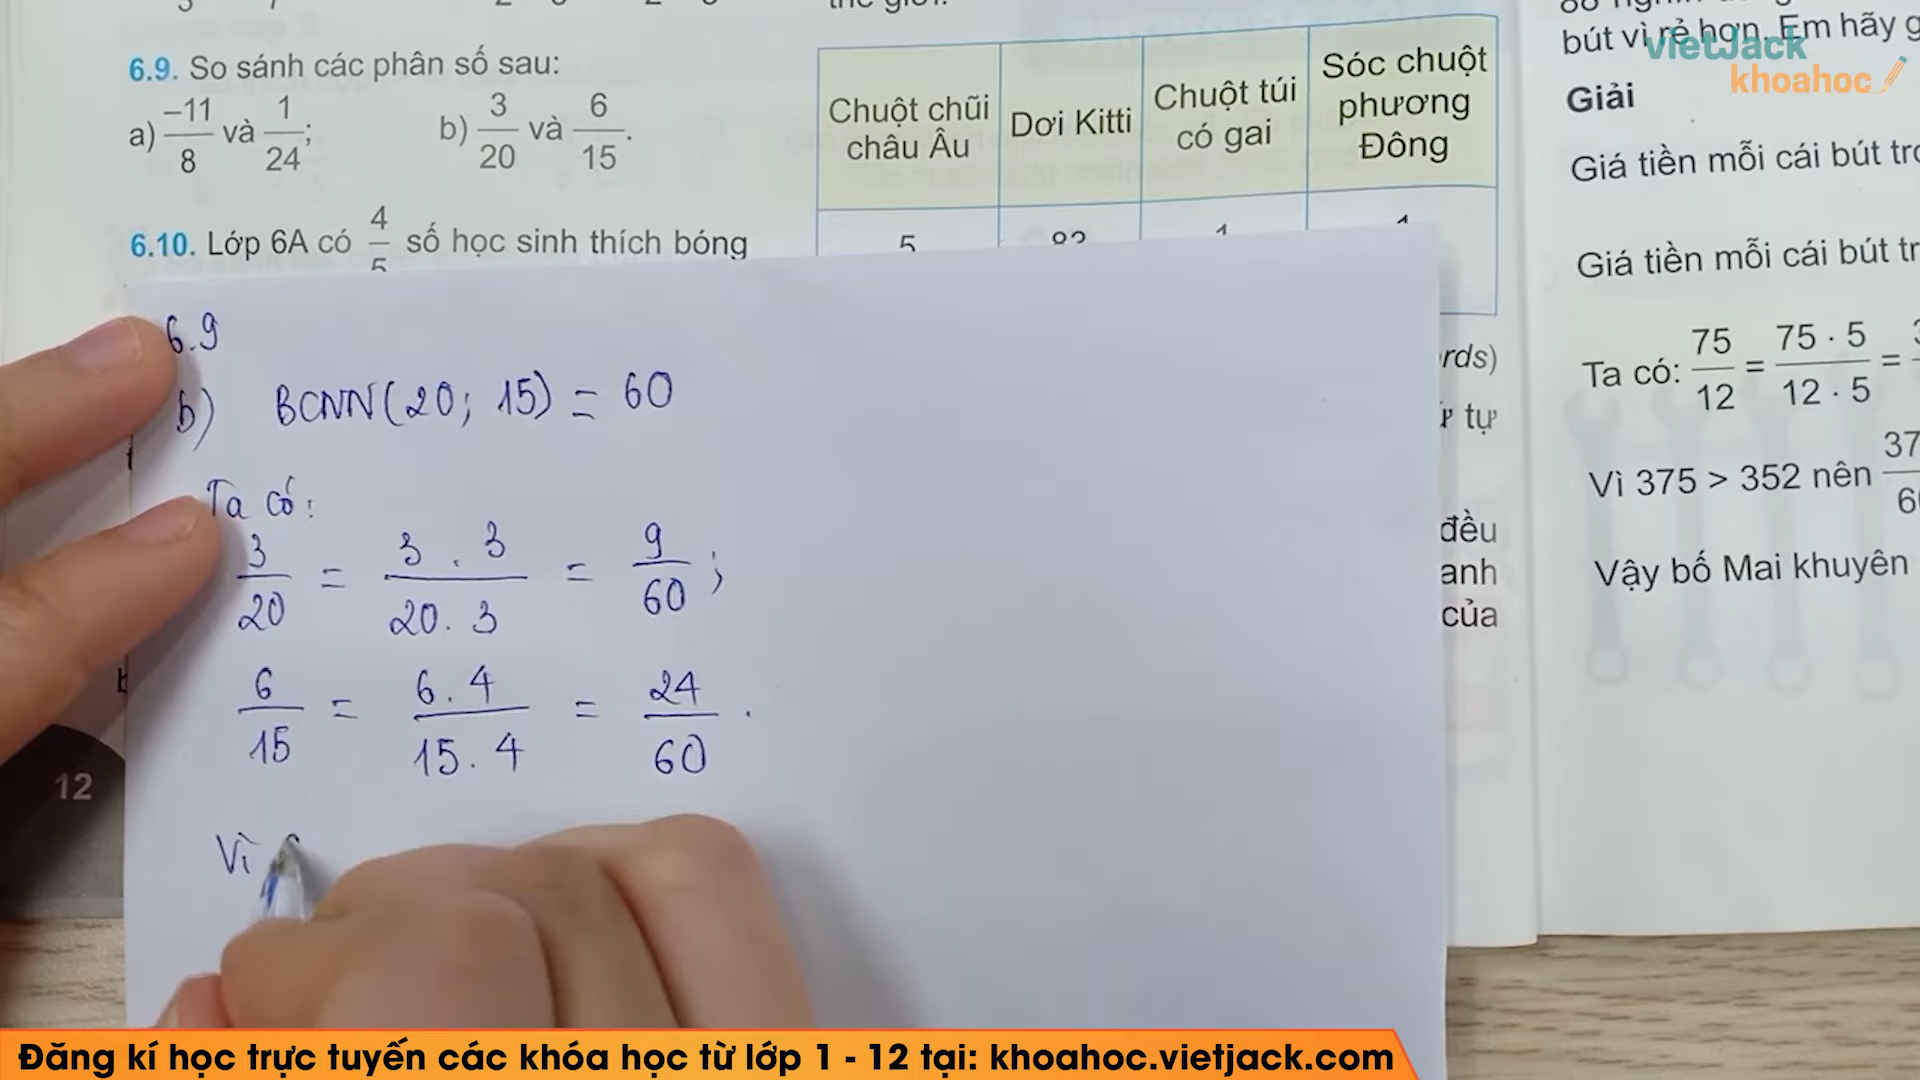 6.9. So sánh các phân số sau:
a) −11/8 và 1/24; b) 3/20 và 6/15.
6.10. Lớp 6A có 4/5 số học sinh thích bóng
Chuột chũi châu Âu
Dơi Kitti
Chuột túi có gai
Sóc chuột phương Đông
5
83
1
1
rds)
tự
đều
anh
của
12
6.9
b) BCNN(20; 15) = 60
Ta có:
3/20 = 3 . 3/20 . 3 = 9/60;
6/15 = 6 . 4/15 . 4 = 24/60 .
Vì
bút vì rẻ hơn. Em hãy g
Giải
Giá tiền mỗi cái bút tr
Giá tiền mỗi cái bút tr
Ta có: 75/12 = 75 · 5/12 · 5 =
Vì 375 > 352 nên 37/6
Vậy bố Mai khuyên
vietJack
khoahoc
Đăng kí học trực tuyến các khóa học từ lớp 1 - 12 tại: khoahoc.vietjack.com